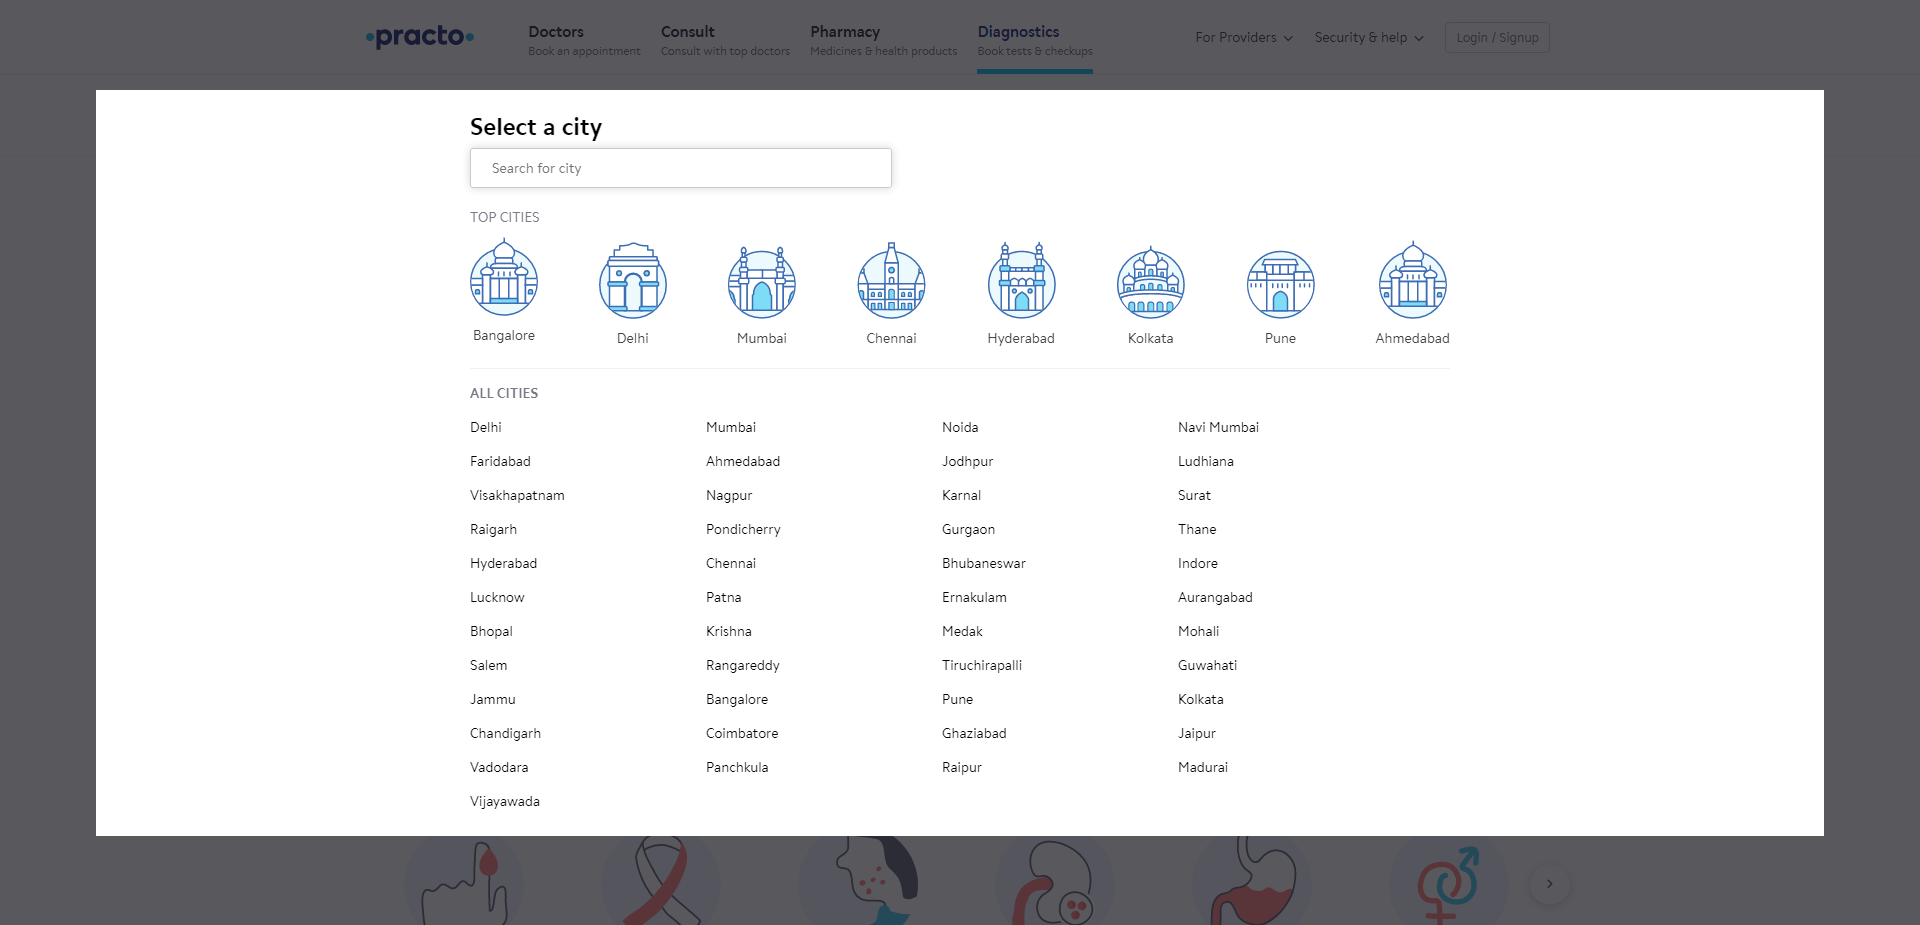 practo
Doctors
Book an appointment
Consult
Consult with top doctors
Pharmacy
Medicines & health products
Diagnostics
Book tests & checkups
For Providers
Security & help
Login / Signup
Select a city
Search for city
TOP CITIES
Bangalore
Delhi
Mumbai
Chennai
Hyderabad
Kolkata
Pune
Ahmedabad
ALL CITIES
Delhi Mumbai Noida Navi Mumbai
Faridabad Ahmedabad Jodhpur Ludhiana
Visakhapatnam Nagpur Karnal Surat
Raigarh Pondicherry Gurgaon Thane
Hyderabad Chennai Bhubaneswar Indore
Lucknow Patna Ernakulam Aurangabad
Bhopal Krishna Medak Mohali
Salem Rangareddy Tiruchirapalli Guwahati
Jammu Bangalore Pune Kolkata
Chandigarh Coimbatore Ghaziabad Jaipur
Vadodara Panchkula Raipur Madurai
Vijayawada